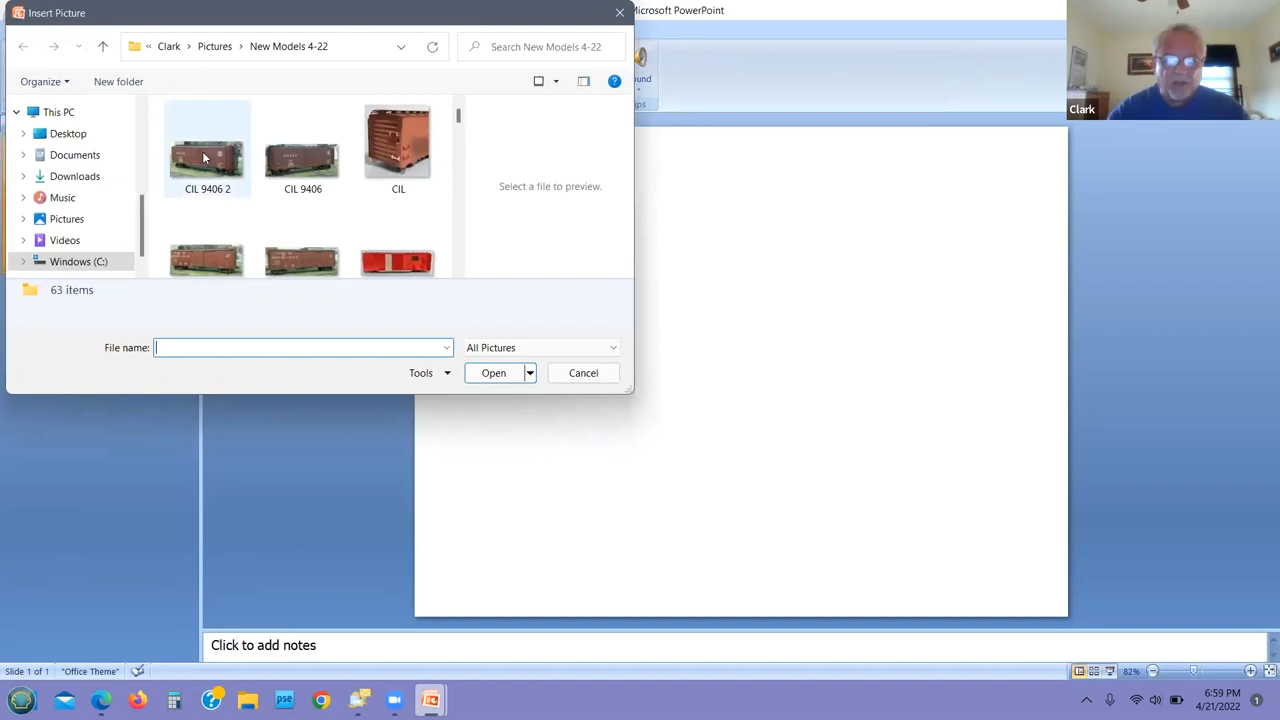 Insert Picture
Microsoft PowerPoint
« Clark > Pictures > New Models 4-22
Search New Models 4-22
Organize
New folder
This PC
Desktop
Documents
Downloads
Music
Pictures
Videos
Windows (C:)
CIL 9406 2
CIL 9406
CIL
Select a file to preview.
63 items
File name:
All Pictures
Tools
Open
Cancel
Clark
Click to add notes
Slide 1 of 1
"Office Theme"
82%
pse
6:59 PM
4/21/2022
1